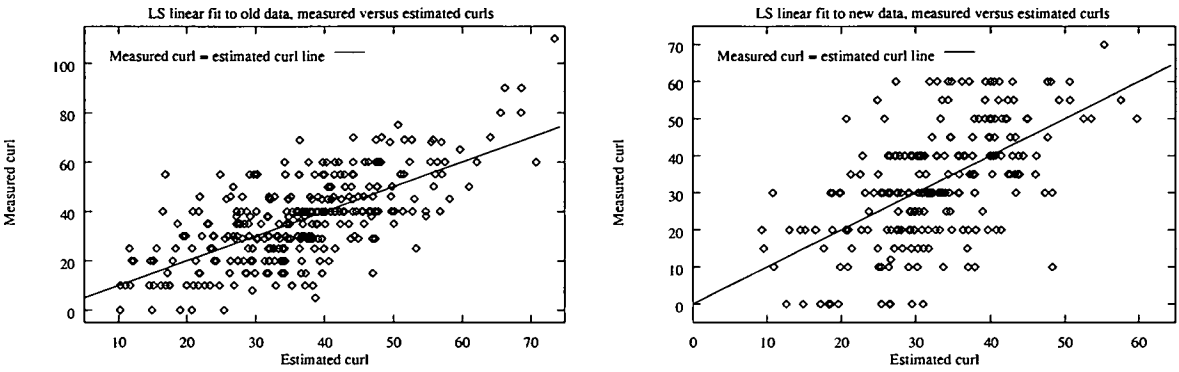 LS linear fit to old data, measured versus estimated curls
Measured curl = estimated curl line
Measured curl
100
80
60
40
20
0
10 20 30 40 50 60 70
Estimated curl
LS linear fit to new data, measured versus estimated curls
Measured curl = estimated curl line
Measured curl
70
60
50
40
30
20
10
0
0 10 20 30 40 50 60
Estimated curl